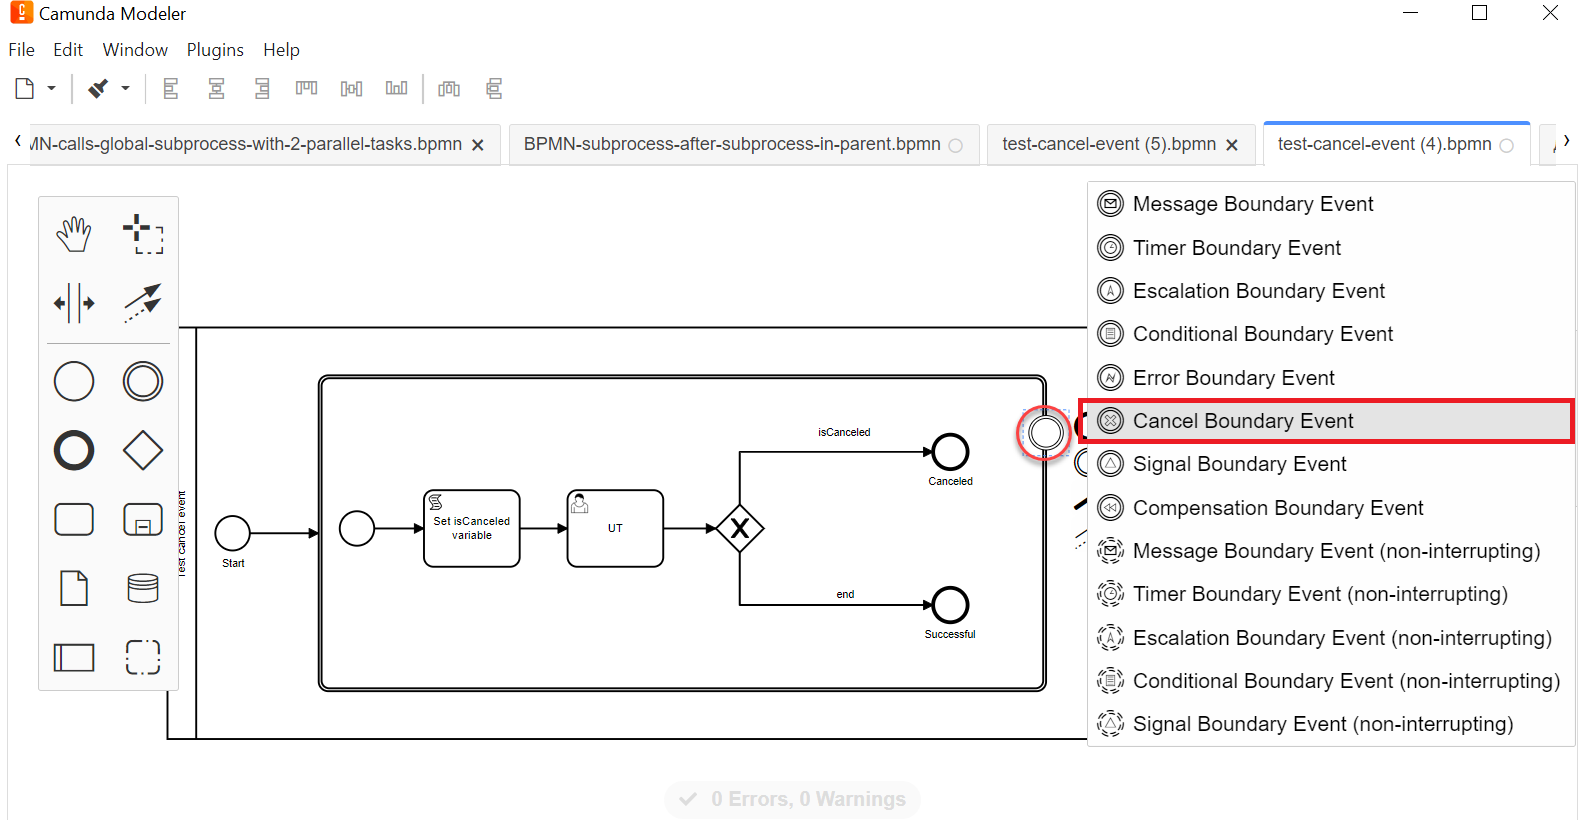 Camunda Modeler
File Edit Window Plugins Help
MN-calls-global-subprocess-with-2-parallel-tasks.bpmn
BPMN-subprocess-after-subprocess-in-parent.bpmn
test-cancel-event (5).bpmn
test-cancel-event (4).bpmn
Message Boundary Event
Timer Boundary Event
Escalation Boundary Event
Conditional Boundary Event
Error Boundary Event
Cancel Boundary Event
Signal Boundary Event
Compensation Boundary Event
Message Boundary Event (non-interrupting)
Timer Boundary Event (non-interrupting)
Escalation Boundary Event (non-interrupting)
Conditional Boundary Event (non-interrupting)
Signal Boundary Event (non-interrupting)
Test cancel event
Start
Set isCanceled
variable
UT
isCanceled
Canceled
end
Successful
0 Errors, 0 Warnings